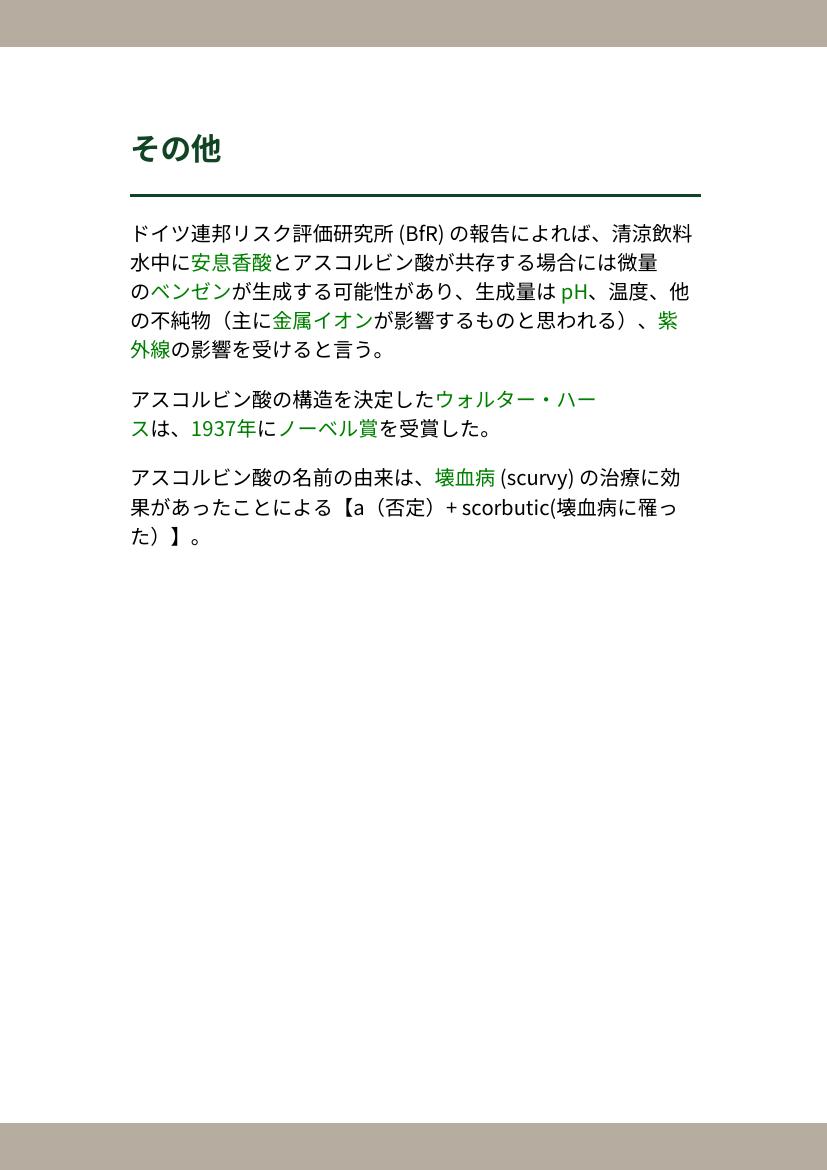 その他
ドイツ連邦リスク評価研究所 (BfR) の報告によれば、清涼飲料
水中に安息香酸とアスコルビン酸が共存する場合には微量
のベンゼンが生成する可能性があり、生成量は pH、温度、他
の不純物（主に金属イオンが影響するものと思われる）、紫
外線の影響を受けると言う。
アスコルビン酸の構造を決定したウォルター・ハー
スは、1937年にノーベル賞を受賞した。
アスコルビン酸の名前の由来は、壊血病 (scurvy) の治療に効
果があったことによる【a（否定）+ scorbutic(壊血病に罹っ
た）】。